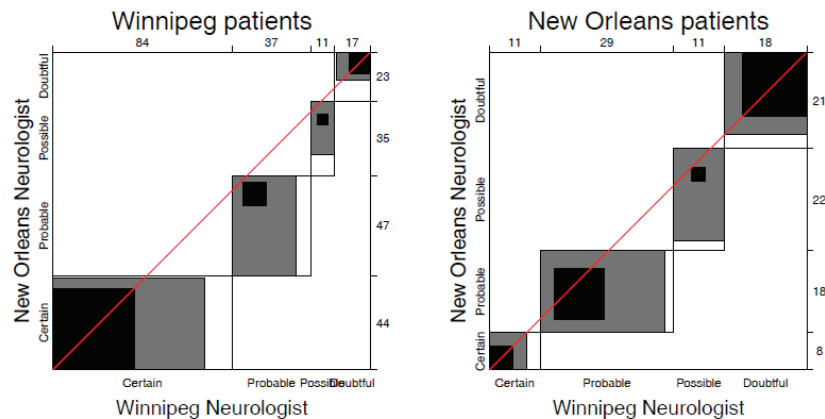 Winnipeg patients
84 37 11 17
New Orleans Neurologist
Doubtful
Possible
Probable
Certain
23
35
47
44
Certain Probable Possible Doubtful
Winnipeg Neurologist
New Orleans patients
11 29 11 18
New Orleans Neurologist
Doubtful
Possible
Probable
Certain
21
22
18
8
Certain Probable Possible Doubtful
Winnipeg Neurologist